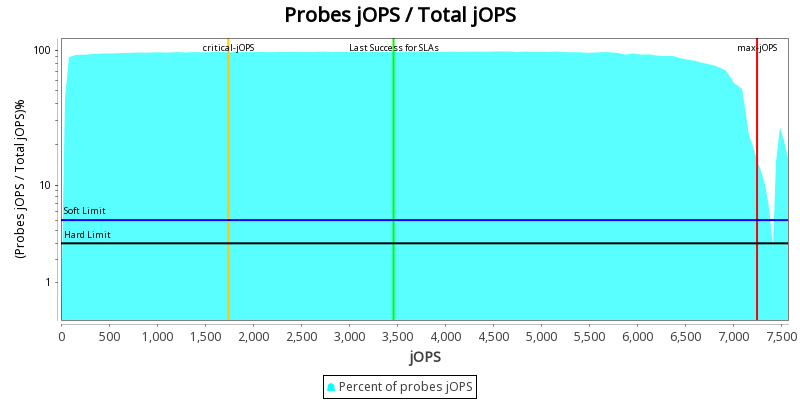 Probes jOPS / Total jOPS
(Probes jOPS / Total jOPS)%
100
10
1
critical-jOPS
Last Success for SLAs
max-jOPS
Soft Limit
Hard Limit
0 500 1,000 1,500 2,000 2,500 3,000 3,500 4,000 4,500 5,000 5,500 6,000 6,500 7,000 7,500
jOPS
Percent of probes jOPS